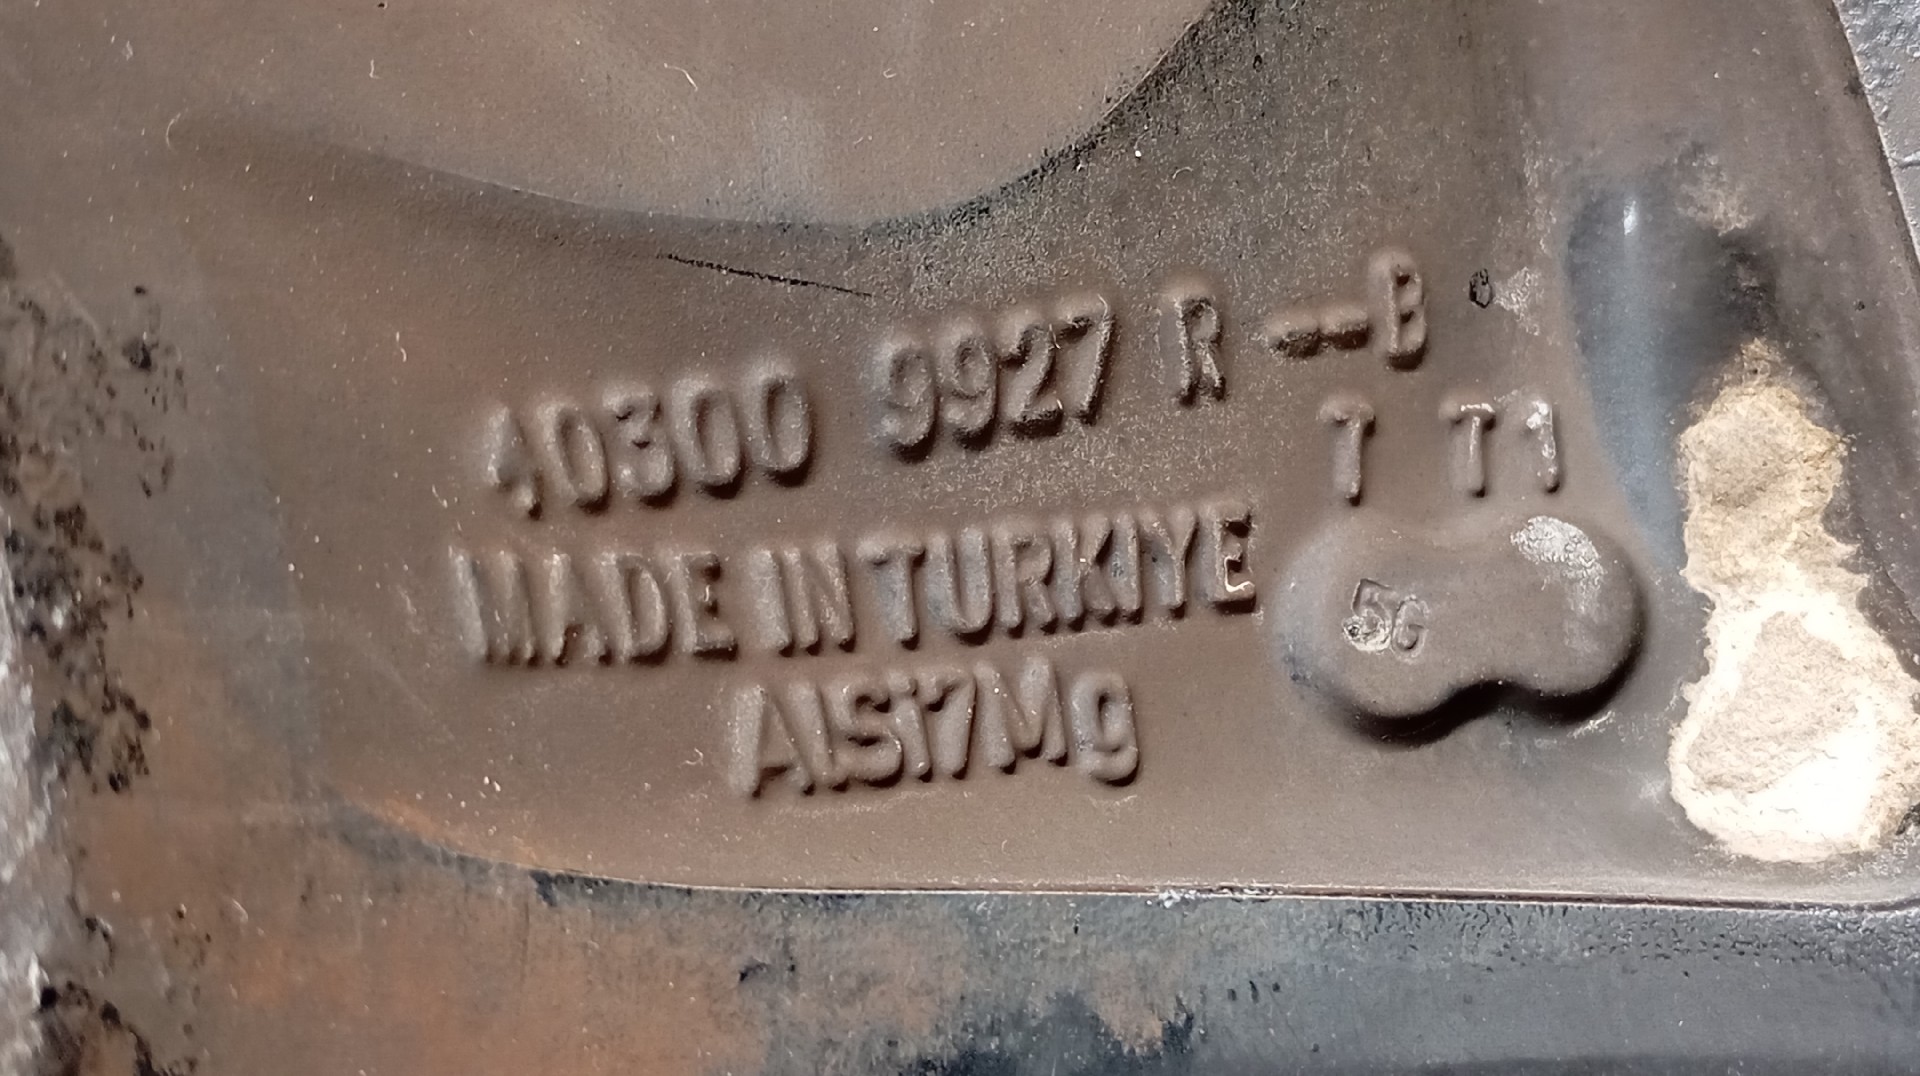 40300 9927 R - B
T T1
MADE IN TURKIYE
5G
AlSi7Mg